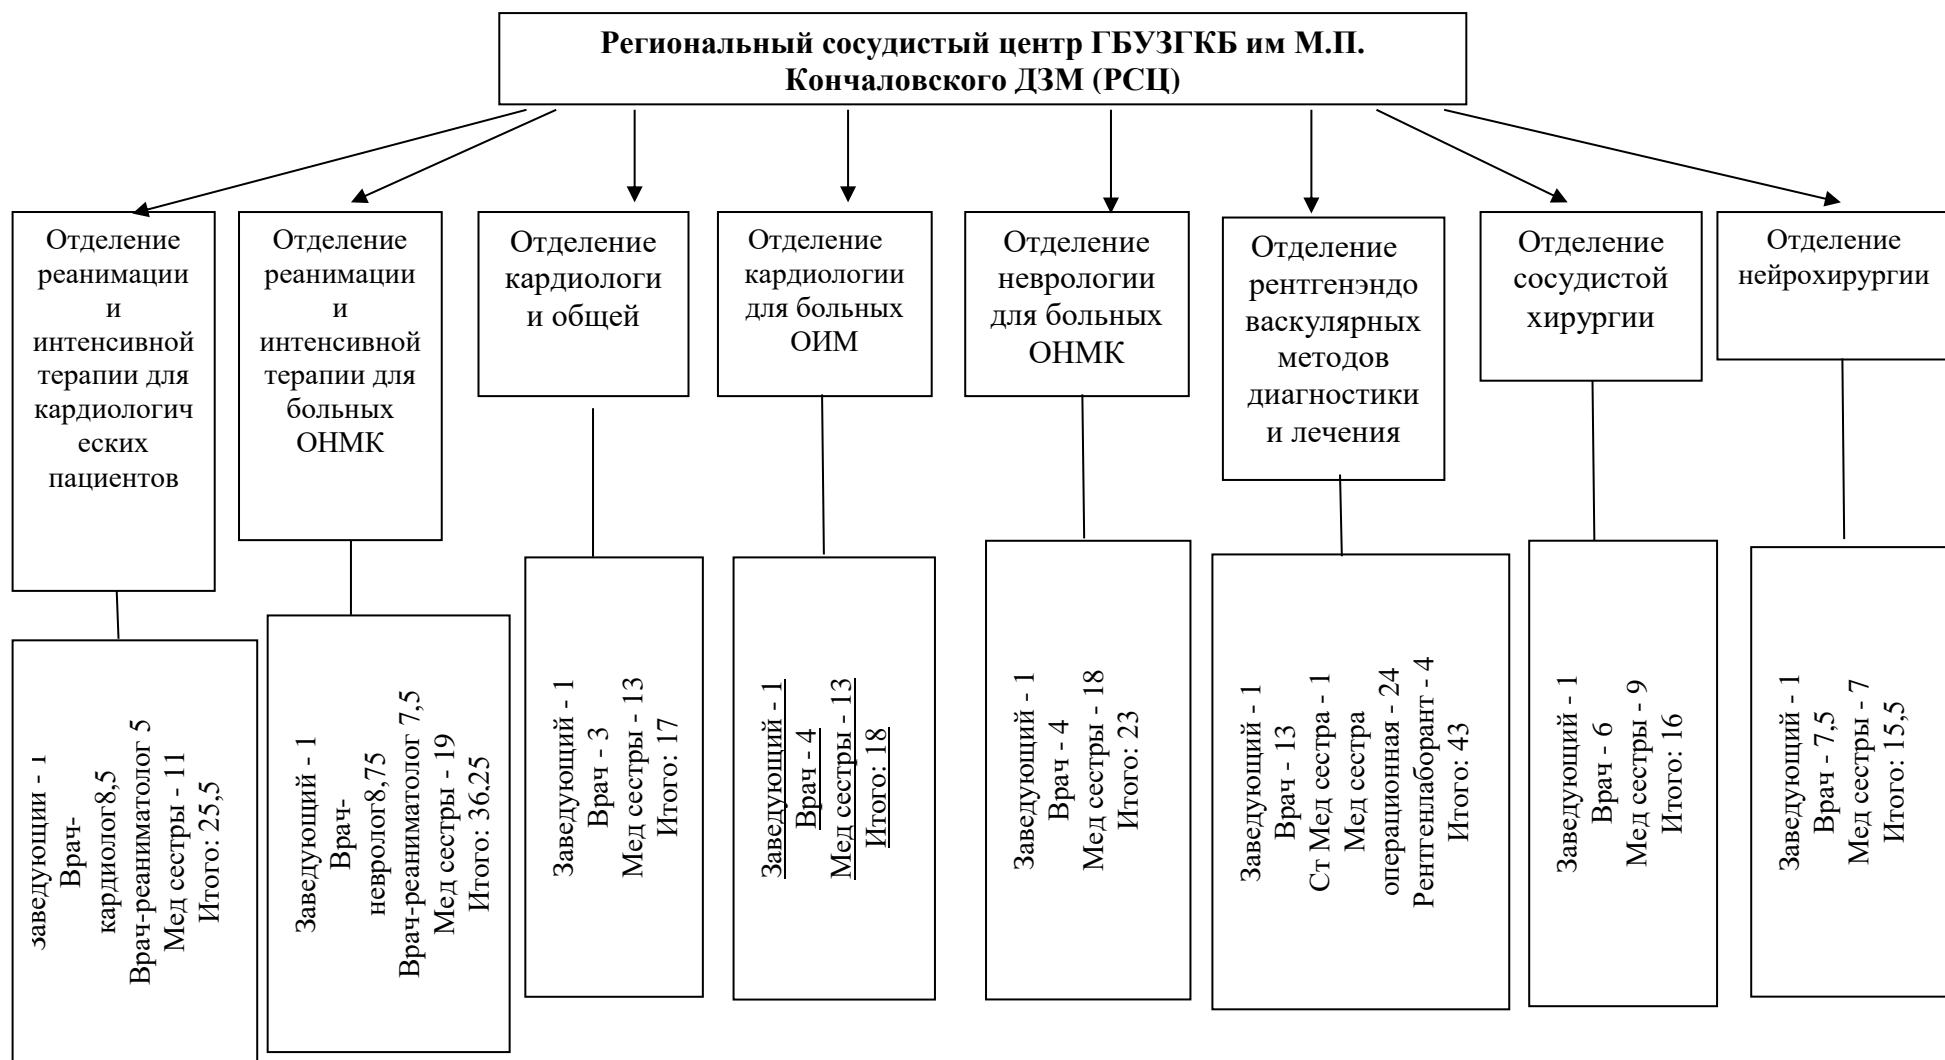 Региональный сосудистый центр ГБУЗГКБ им М.П.
Кончаловского ДЗМ (РСЦ)
Отделение
реанимации
и
интенсивной
терапии для
кардиологич
еских
пациентов
Отделение
реанимации
и
интенсивной
терапии для
больных
ОНМК
Отделение
кардиологи
и общей
Отделение
кардиологии
для больных
ОИМ
Отделение
неврологии
для больных
ОНМК
Отделение
рентгенэндо
васкулярных
методов
диагностики
и лечения
Отделение
сосудистой
хирургии
Отделение
нейрохирургии
Заведующий - 1
Врач-
кардиолог8,5
Врач-реаниматолог 5
Мед сестры - 11
Итого: 25,5
Заведующий - 1
Врач-
невролог8,75
Врач-реаниматолог 7,5
Мед сестры - 19
Итого: 36.25
Заведующий - 1
Врач - 3
Мед сестры - 13
Итого: 17
Заведующий - 1
Врач - 4
Мед сестры - 13
Итого: 18
Заведующий - 1
Врач - 4
Мед сестры - 18
Итого: 23
Заведующий - 1
Врач - 13
Ст Мед сестра - 1
Мед сестра
операционная - 24
Рентгенлаборант - 4
Итого: 43
Заведующий - 1
Врач - 6
Мед сестры - 9
Итого: 16
Заведующий - 1
Врач - 7,5
Мед сестры - 7
Итого: 15,5